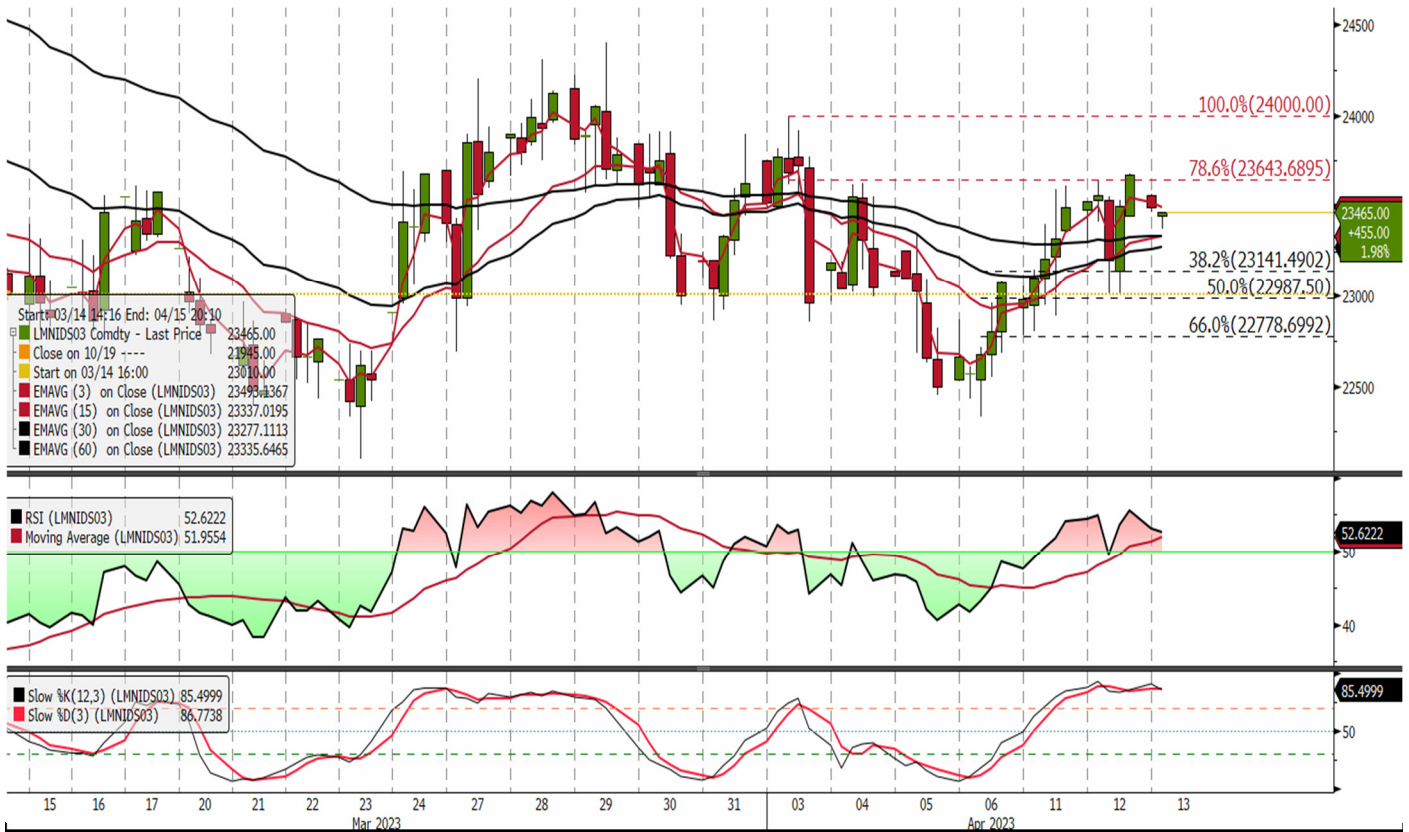 24500
100.0%(24000.00)
24000
78.6%(23643.6895)
23465.00
+455.00
1.98%
38.2%(23141.4902)
50.0%(22987.50)
23000
66.0%(22778.6992)
22500
Start: 03/14 14:16 End: 04/15 20:10
LMNIDS03 Comdty - Last Price 23465.00
Close on 10/19 ---- 21945.00
Start on 03/14 16:00 23010.00
EMAVG (3) on Close (LMNIDS03) 23493.1367
EMAVG (15) on Close (LMNIDS03) 23337.0195
EMAVG (30) on Close (LMNIDS03) 23277.1113
EMAVG (60) on Close (LMNIDS03) 23335.6465
RSI (LMNIDS03) 52.6222
Moving Average (LMNIDS03) 51.9554
52.6222
50
40
Slow %K(12,3) (LMNIDS03) 85.4999
Slow %D(3) (LMNIDS03) 86.7738
85.4999
50
15 16 17 20 21 22 23 24 27 28 29 30 31 03 04 05 06 11 12 13
Mar 2023 Apr 2023